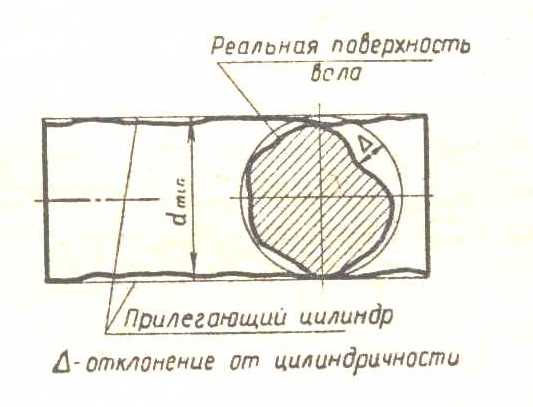 Реальная поверхность
вала
Δ
d min
Прилегающий цилиндр
Δ-отклонение от цилиндричности